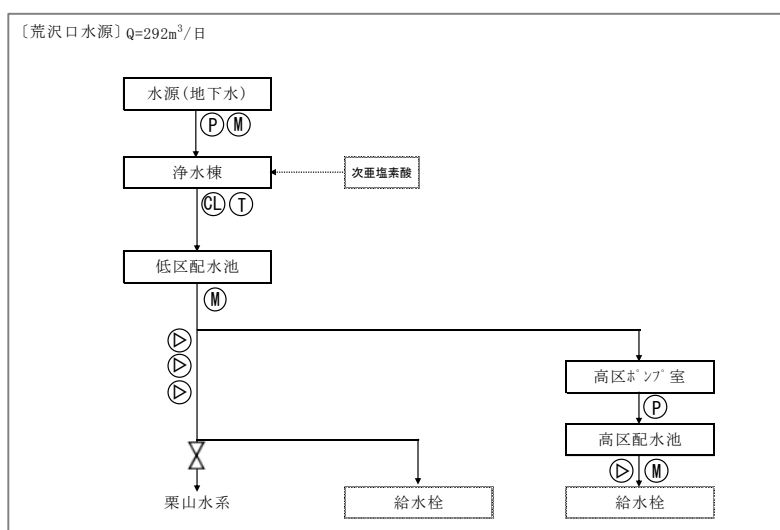 〔荒沢口水源〕Q=292m³/日
水源(地下水)
P M
浄水棟
次亜塩素酸
CL T
低区配水池
M
高区ﾎﾟﾝﾌﾟ室
P
高区配水池
M
栗山水系
給水栓
給水栓